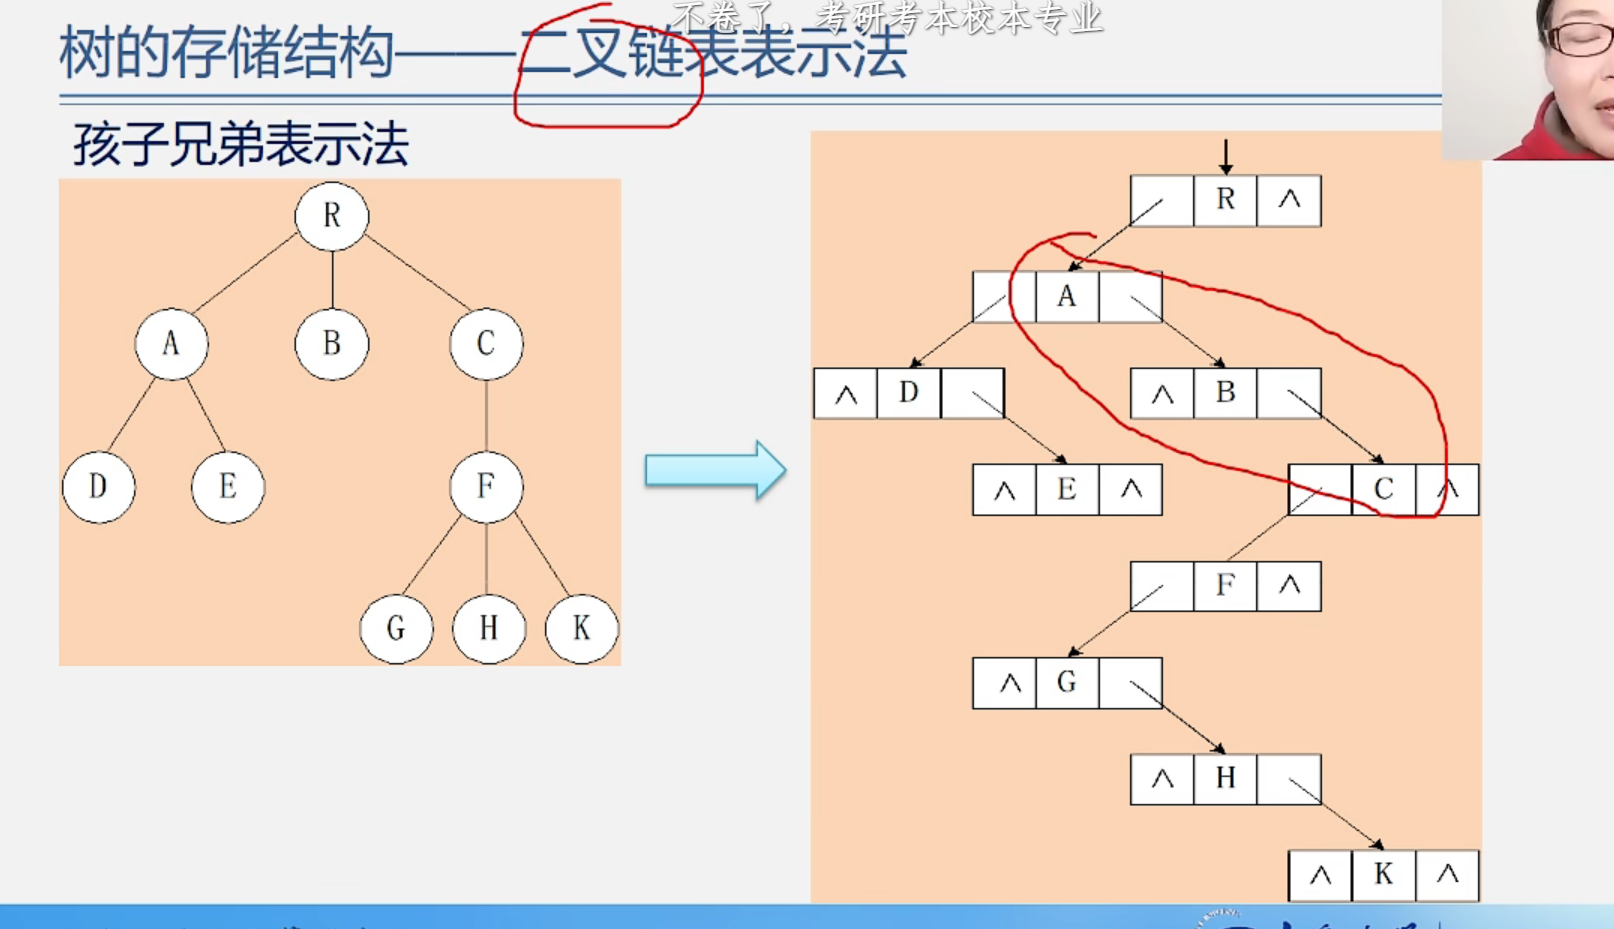 不卷了，考研考本校本专业
树的存储结构——二叉链表表示法
孩子兄弟表示法
R
A B C
D E F
G H K
R ∧
A
∧ D
∧ B
∧ E ∧
C ∧
F ∧
∧ G
∧ H
∧ K ∧